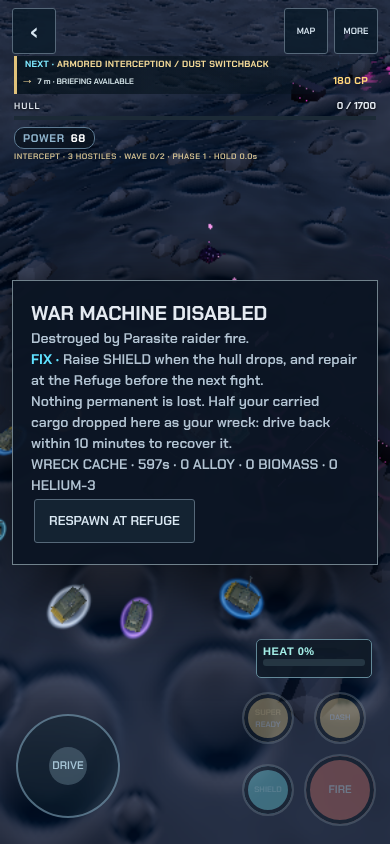 ‹
MAP
MORE
NEXT · ARMORED INTERCEPTION / DUST SWITCHBACK
→ 7 m · BRIEFING AVAILABLE
180 CP
HULL
0 / 1700
POWER 68
INTERCEPT · 3 HOSTILES · WAVE 0/2 · PHASE 1 · HOLD 0.0s
WAR MACHINE DISABLED
Destroyed by Parasite raider fire.
FIX · Raise SHIELD when the hull drops, and repair
at the Refuge before the next fight.
Nothing permanent is lost. Half your carried
cargo dropped here as your wreck: drive back
within 10 minutes to recover it.
WRECK CACHE · 597s · 0 ALLOY · 0 BIOMASS · 0
HELIUM-3
RESPAWN AT REFUGE
HEAT 0%
SUPER
READY
DASH
DRIVE
SHIELD
FIRE